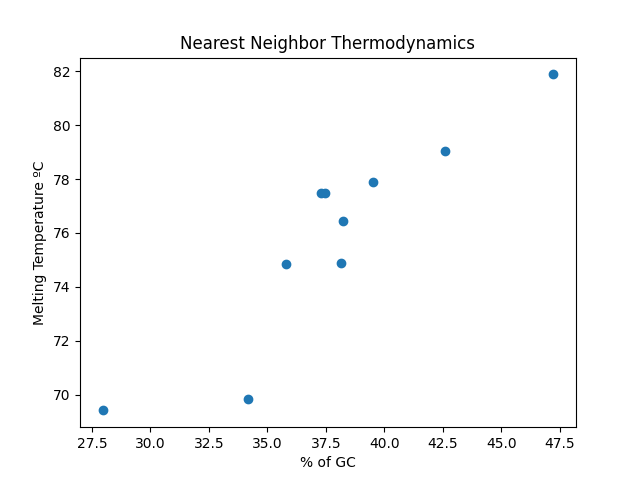 Nearest Neighbor Thermodynamics
82
80
78
76
74
72
70
Melting Temperature ºC
27.5 30.0 32.5 35.0 37.5 40.0 42.5 45.0 47.5
% of GC